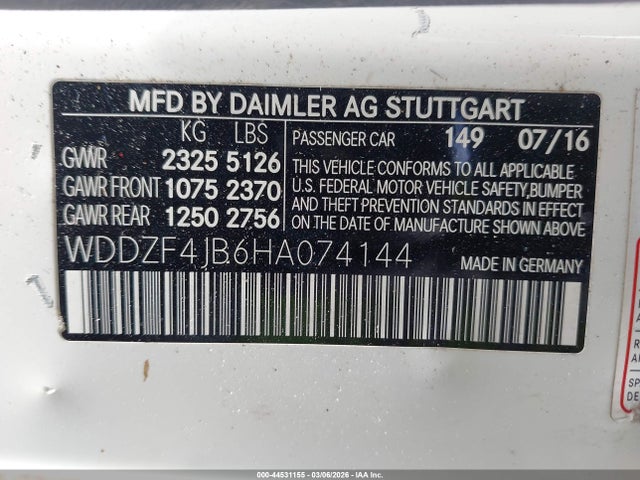 MFD BY DAIMLER AG STUTTGART
KG LBS
GVWR 2325 5126
GAWR FRONT 1075 2370
GAWR REAR 1250 2756
PASSENGER CAR 149 07/16
THIS VEHICLE CONFORMS TO ALL APPLICABLE
U.S. FEDERAL MOTOR VEHICLE SAFETY,BUMPER
AND THEFT PREVENTION STANDARDS IN EFFECT
ON THE DATE OF MANUFACTURE SHOWN ABOVE.
WDDZF4JB6HA074144
MADE IN GERMANY
000-44531155 - 03/06/2026 - IAA Inc.